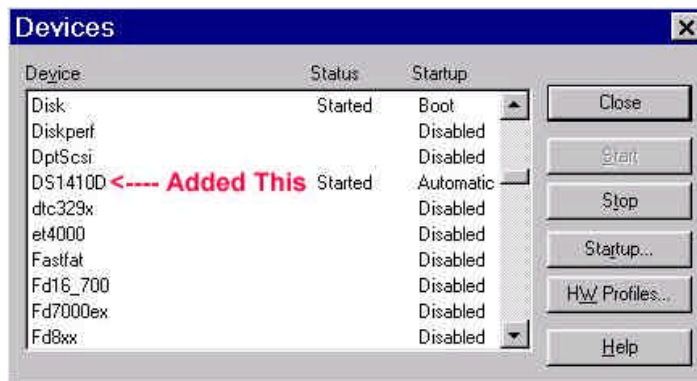 Devices
Device Status Startup
Disk Started Boot
Diskperf Disabled
DptScsi Disabled
DS1410D <---- Added This Started Automatic
dtc329x Disabled
et4000 Disabled
Fastfat Disabled
Fd16_700 Disabled
Fd7000ex Disabled
Fd8xx Disabled
Close
Start
Stop
Startup...
HW Profiles...
Help